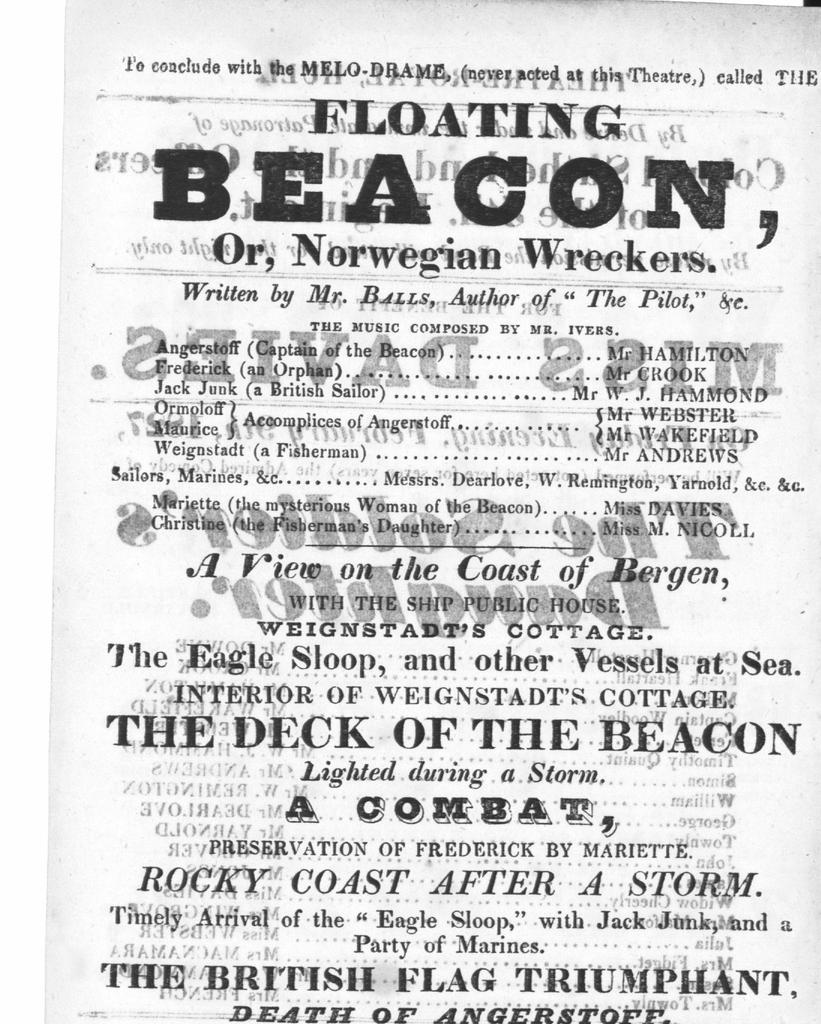 To conclude with the MELO-DRAME, (never acted at this Theatre,) called THE
FLOATING
BEACON,
Or, Norwegian Wreckers.
Written by Mr. BALLS, Author of “ The Pilot,” &c.
THE MUSIC COMPOSED BY MR. IVERS.
Angerstoff (Captain of the Beacon)................ Mr HAMILTON
Frederick (an Orphan)............................ Mr CROOK
Jack Junk (a British Sailor) .................. Mr W. J. HAMMOND
Ormoloff } Accomplices of Angerstoff............. { Mr WEBSTER
Maurice } { Mr WAKEFIELD
Weignstadt (a Fisherman) ........................ Mr ANDREWS
Sailors, Marines, &c........... Messrs. Dearlove, W. Remington, Yarnold, &c. &c.
Mariette (the mysterious Woman of the Beacon)...... Miss DAVIES
Christine (the Fisherman's Daughter).............. Miss M. NICOLL
A View on the Coast of Bergen,
WITH THE SHIP PUBLIC HOUSE.
WEIGNSTADT'S COTTAGE.
The Eagle Sloop, and other Vessels at Sea.
INTERIOR OF WEIGNSTADT'S COTTAGE.
THE DECK OF THE BEACON
Lighted during a Storm.
A COMBAT,
PRESERVATION OF FREDERICK BY MARIETTE.
ROCKY COAST AFTER A STORM.
Timely Arrival of the “ Eagle Sloop,” with Jack Junk, and a
Party of Marines.
THE BRITISH FLAG TRIUMPHANT,
DEATH OF ANGERSTOFF.